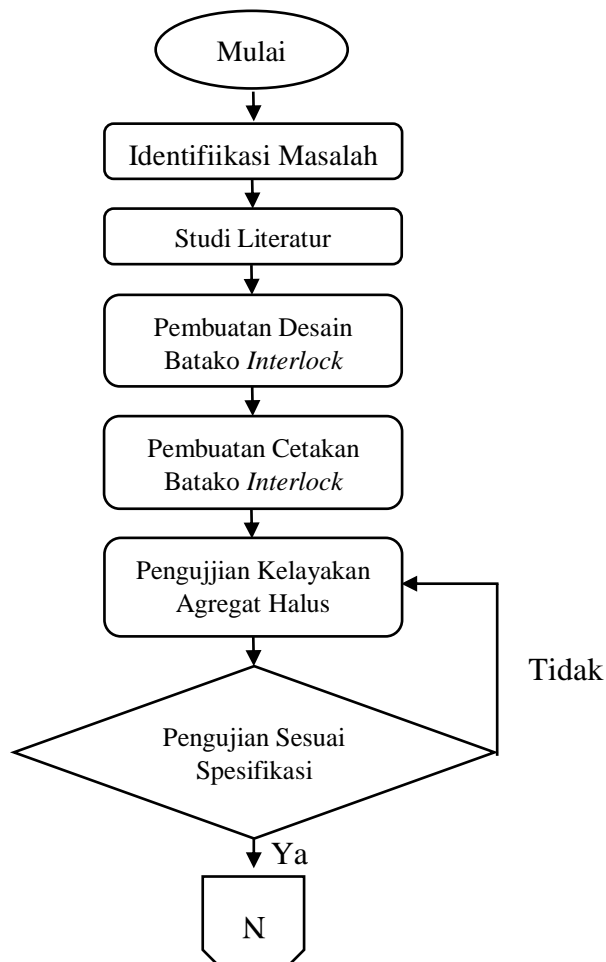 Mulai
Identifiikasi Masalah
Studi Literatur
Pembuatan Desain
Batako Interlock
Pembuatan Cetakan
Batako Interlock
Pengujjian Kelayakan
Agregat Halus
Tidak
Pengujian Sesuai
Spesifikasi
Ya
N